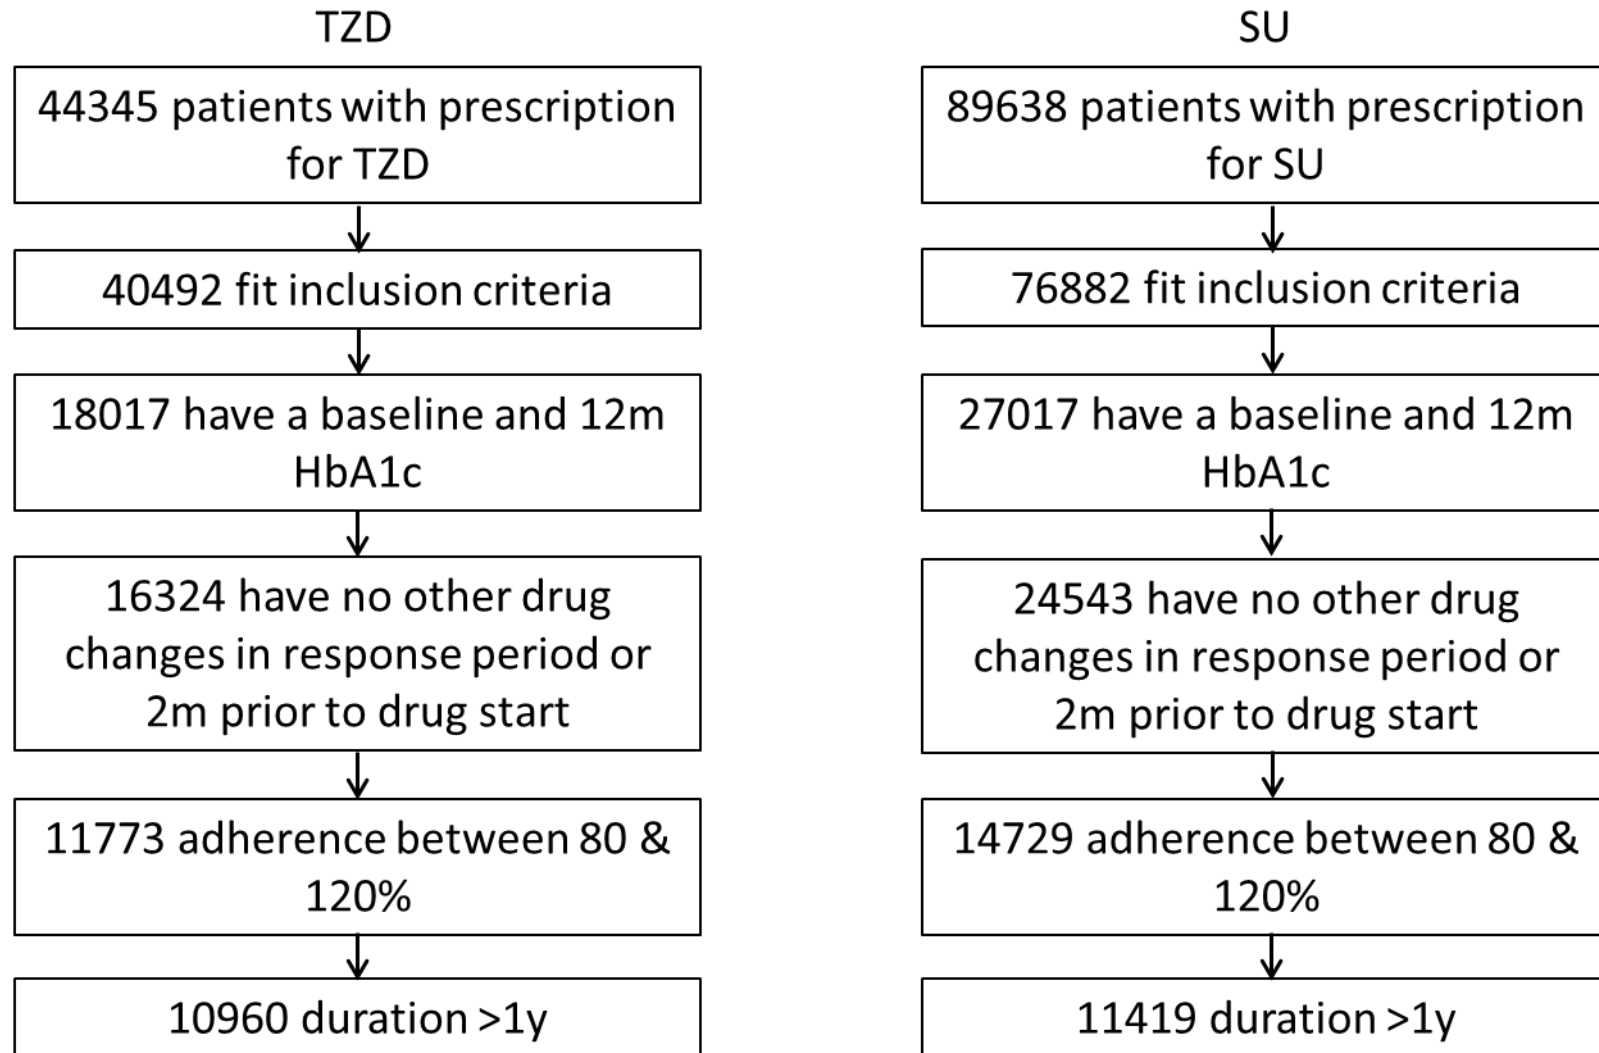 TZD
44345 patients with prescription
for TZD
40492 fit inclusion criteria
18017 have a baseline and 12m
HbA1c
16324 have no other drug
changes in response period or
2m prior to drug start
11773 adherence between 80 &
120%
10960 duration >1y
SU
89638 patients with prescription
for SU
76882 fit inclusion criteria
27017 have a baseline and 12m
HbA1c
24543 have no other drug
changes in response period or
2m prior to drug start
14729 adherence between 80 &
120%
11419 duration >1y